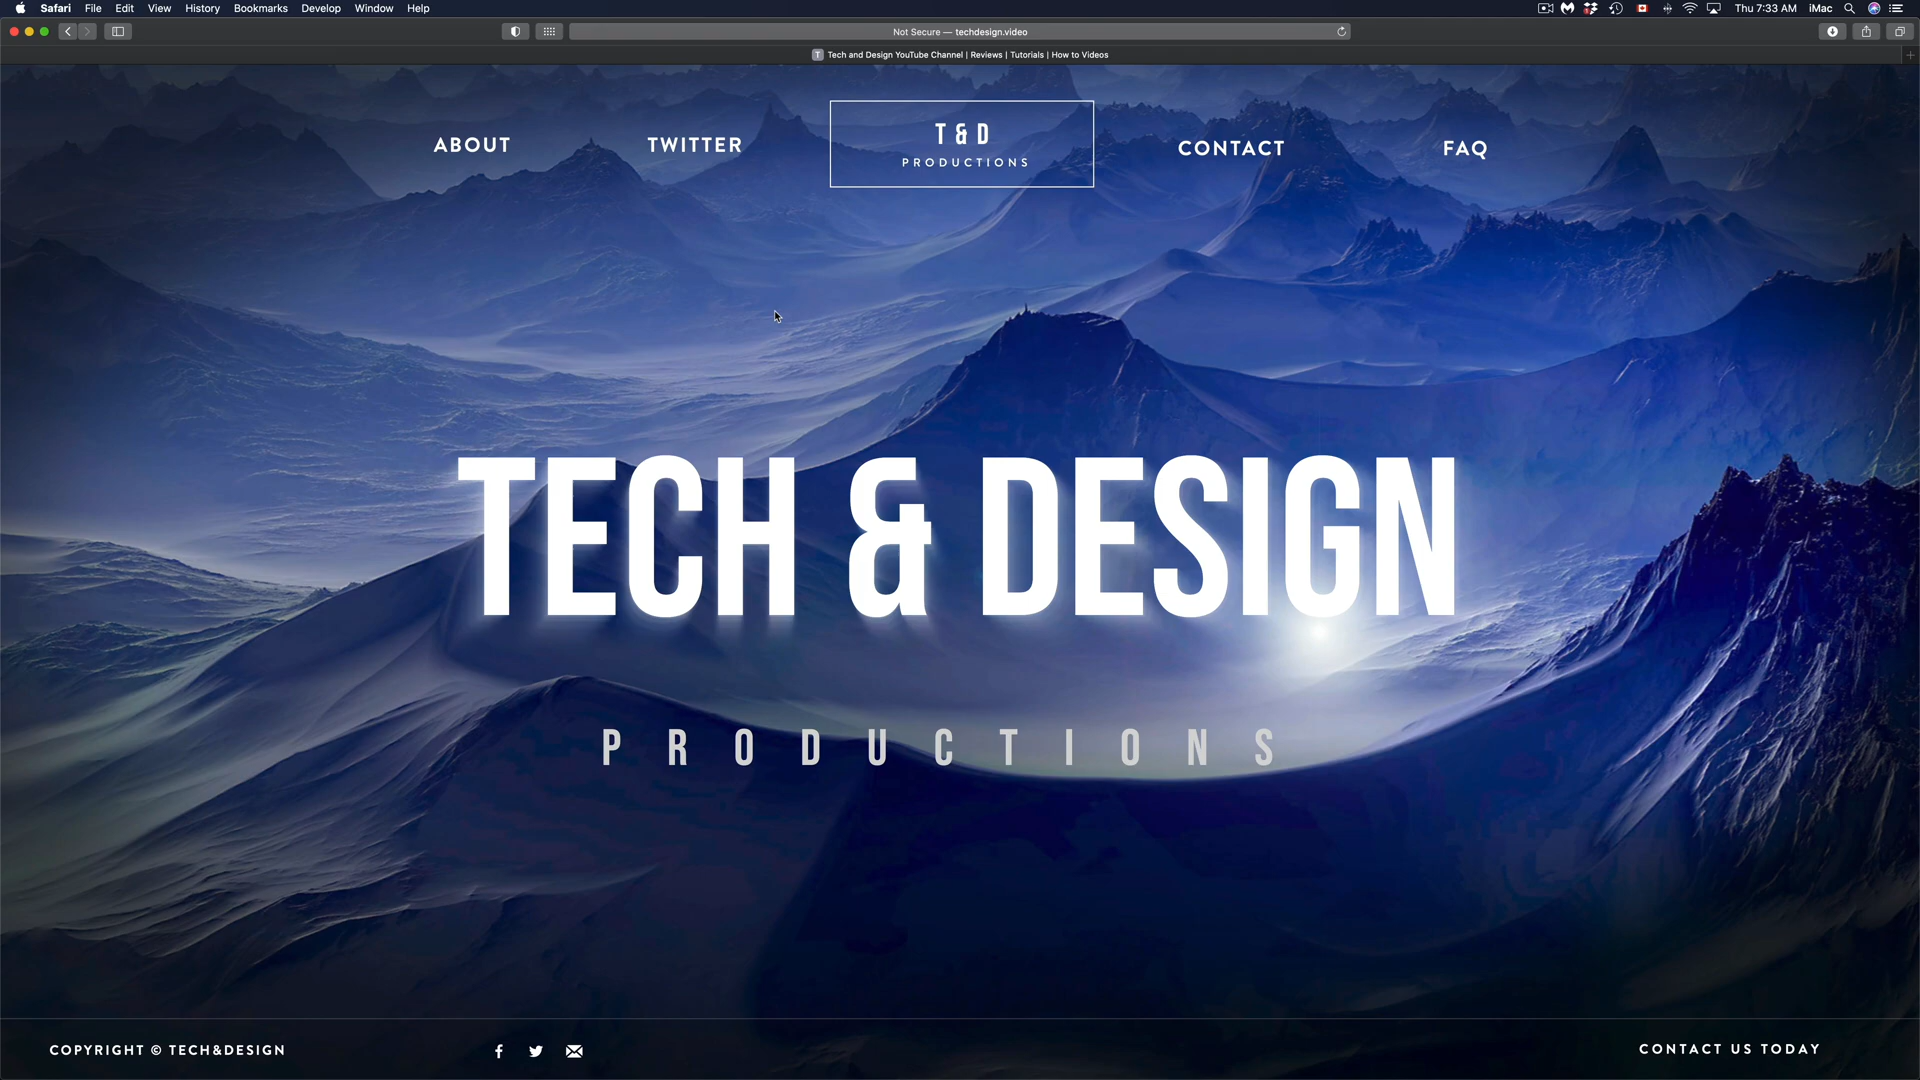 Safari File Edit View History Bookmarks Develop Window Help Thu 7:33 AM iMac
Not Secure — techdesign.video
T Tech and Design YouTube Channel | Reviews | Tutorials | How to Videos
ABOUT TWITTER T & D CONTACT FAQ
PRODUCTIONS
TECH & DESIGN
PRODUCTIONS
COPYRIGHT © TECH&DESIGN CONTACT US TODAY